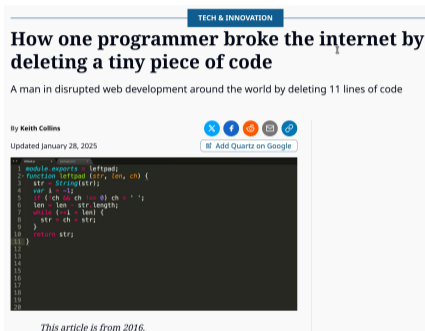 TECH & INNOVATION
How one programmer broke the internet by
deleting a tiny piece of code
A man in disrupted web development around the world by deleting 11 lines of code
By Keith Collins
Updated January 28, 2025
Add Quartz on Google
1 module.exports = leftpad;
2 function leftpad (str, len, ch) {
3 str = String(str);
4 var i = -1;
5 if (!ch && ch !== 0) ch = ' ';
6 len = len - str.length;
7 while (++i < len) {
8 str = ch + str;
9 }
10 return str;
11 }
12
13
14
15
16
17
18
19
20
This article is from 2016.